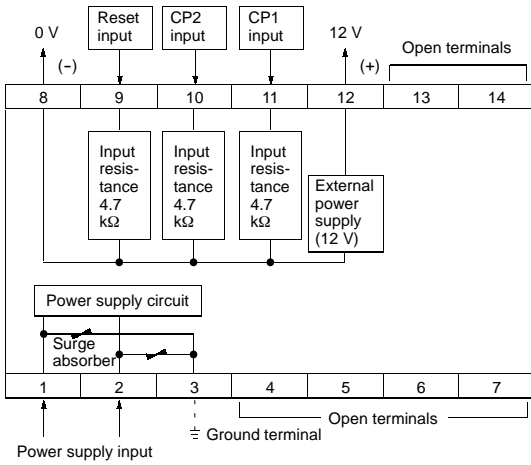 0 V
Reset
input
CP2
input
CP1
input
12 V
(-)
(+)
Open terminals
8 9 10 11 12 13 14
Input
resis-
tance
4.7
kΩ
Input
resis-
tance
4.7
kΩ
Input
resis-
tance
4.7
kΩ
External
power
supply
(12 V)
Power supply circuit
Surge
absorber
1 2 3 4 5 6 7
Open terminals
Ground terminal
Power supply input